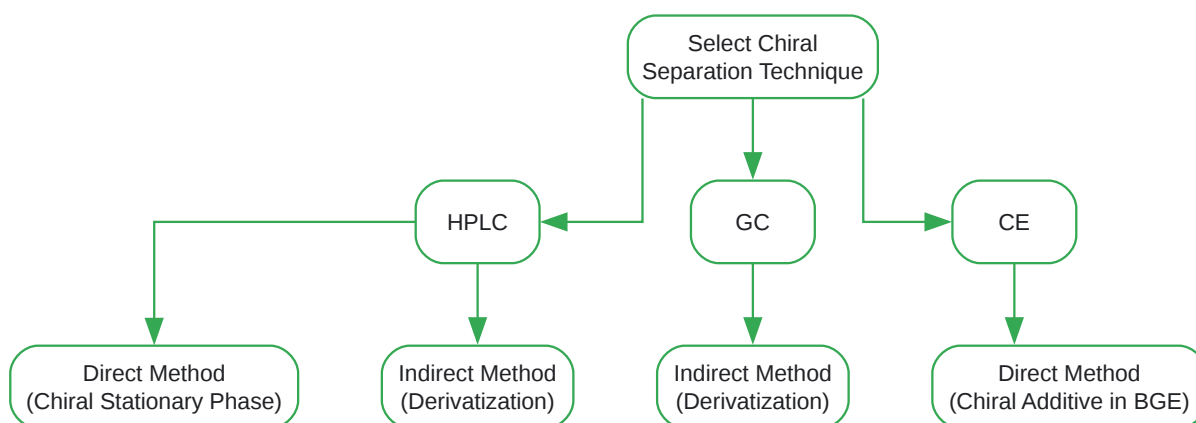 Select Chiral
Separation Technique
HPLC
GC
CE
Direct Method
(Chiral Stationary Phase)
Indirect Method
(Derivatization)
Indirect Method
(Derivatization)
Direct Method
(Chiral Additive in BGE)